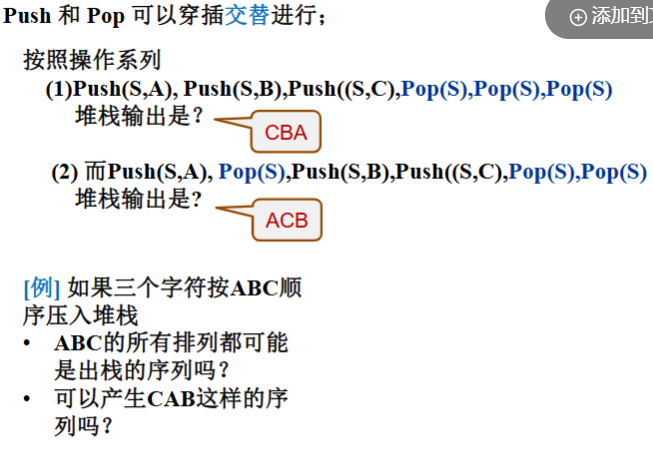 Push 和 Pop 可以穿插交替进行；
添加到
按照操作系列
(1)Push(S,A), Push(S,B),Push((S,C),Pop(S),Pop(S),Pop(S)
堆栈输出是？
CBA
(2) 而Push(S,A), Pop(S),Push(S,B),Push((S,C),Pop(S),Pop(S)
堆栈输出是?
ACB
[例] 如果三个字符按ABC顺
序压入堆栈
• ABC的所有排列都可能
是出栈的序列吗？
• 可以产生CAB这样的序
列吗？